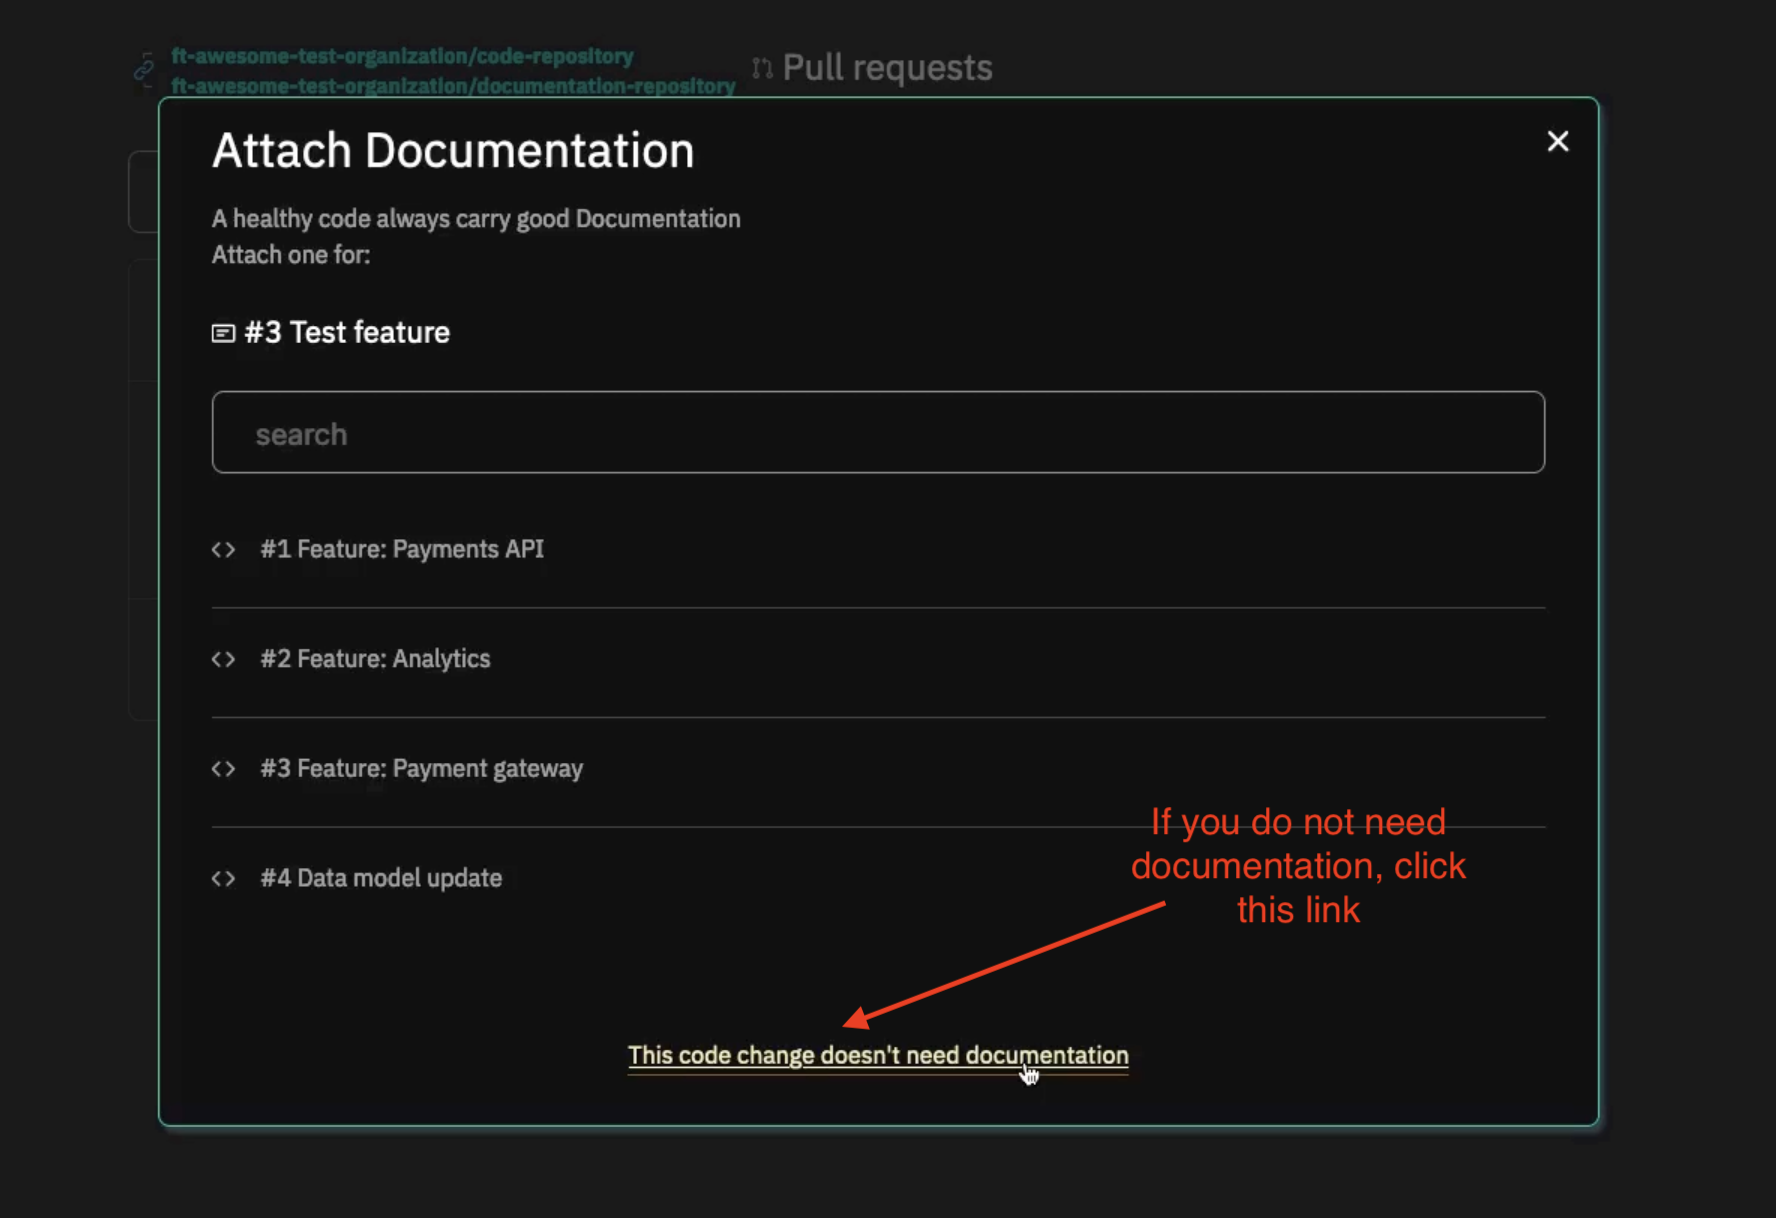 ft-awesome-test-organization/code-repository
ft-awesome-test-organization/documentation-repository
Pull requests
Attach Documentation
A healthy code always carry good Documentation
Attach one for:
#3 Test feature
search
#1 Feature: Payments API
#2 Feature: Analytics
#3 Feature: Payment gateway
If you do not need
documentation, click
this link
#4 Data model update
This code change doesn't need documentation